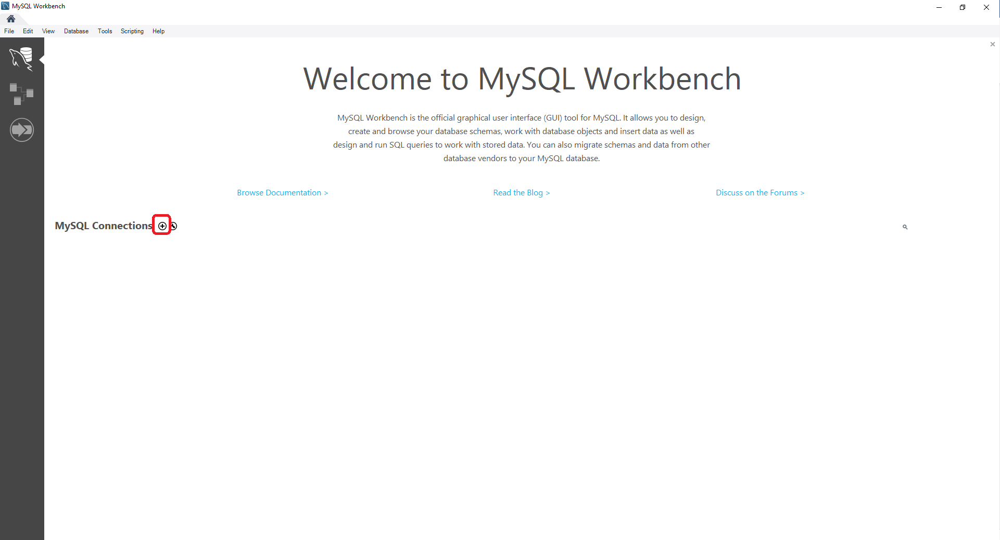 MySQL Workbench
File Edit View Database Tools Scripting Help
Welcome to MySQL Workbench
MySQL Workbench is the official graphical user interface (GUI) tool for MySQL. It allows you to design,
create and browse your database schemas, work with database objects and insert data as well as
design and run SQL queries to work with stored data. You can also migrate schemas and data from other
database vendors to your MySQL database.
Browse Documentation > Read the Blog > Discuss on the Forums >
MySQL Connections